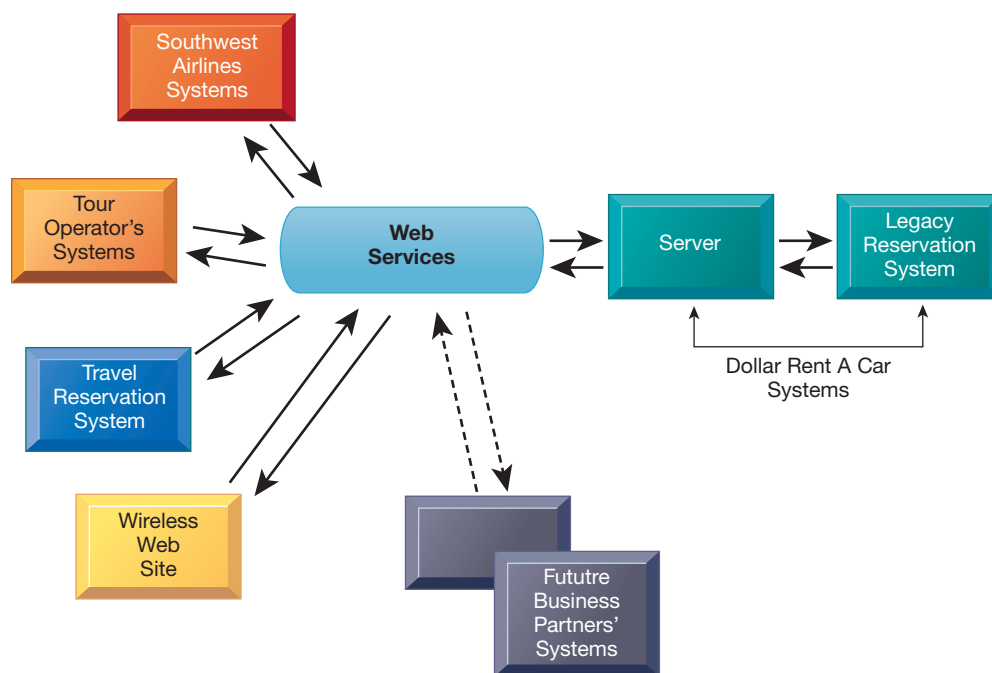 Southwest
Airlines
Systems
Tour
Operator's
Systems
Web
Services
Server
Legacy
Reservation
System
Dollar Rent A Car
Systems
Travel
Reservation
System
Wireless
Web
Site
Fututre
Business
Partners'
Systems